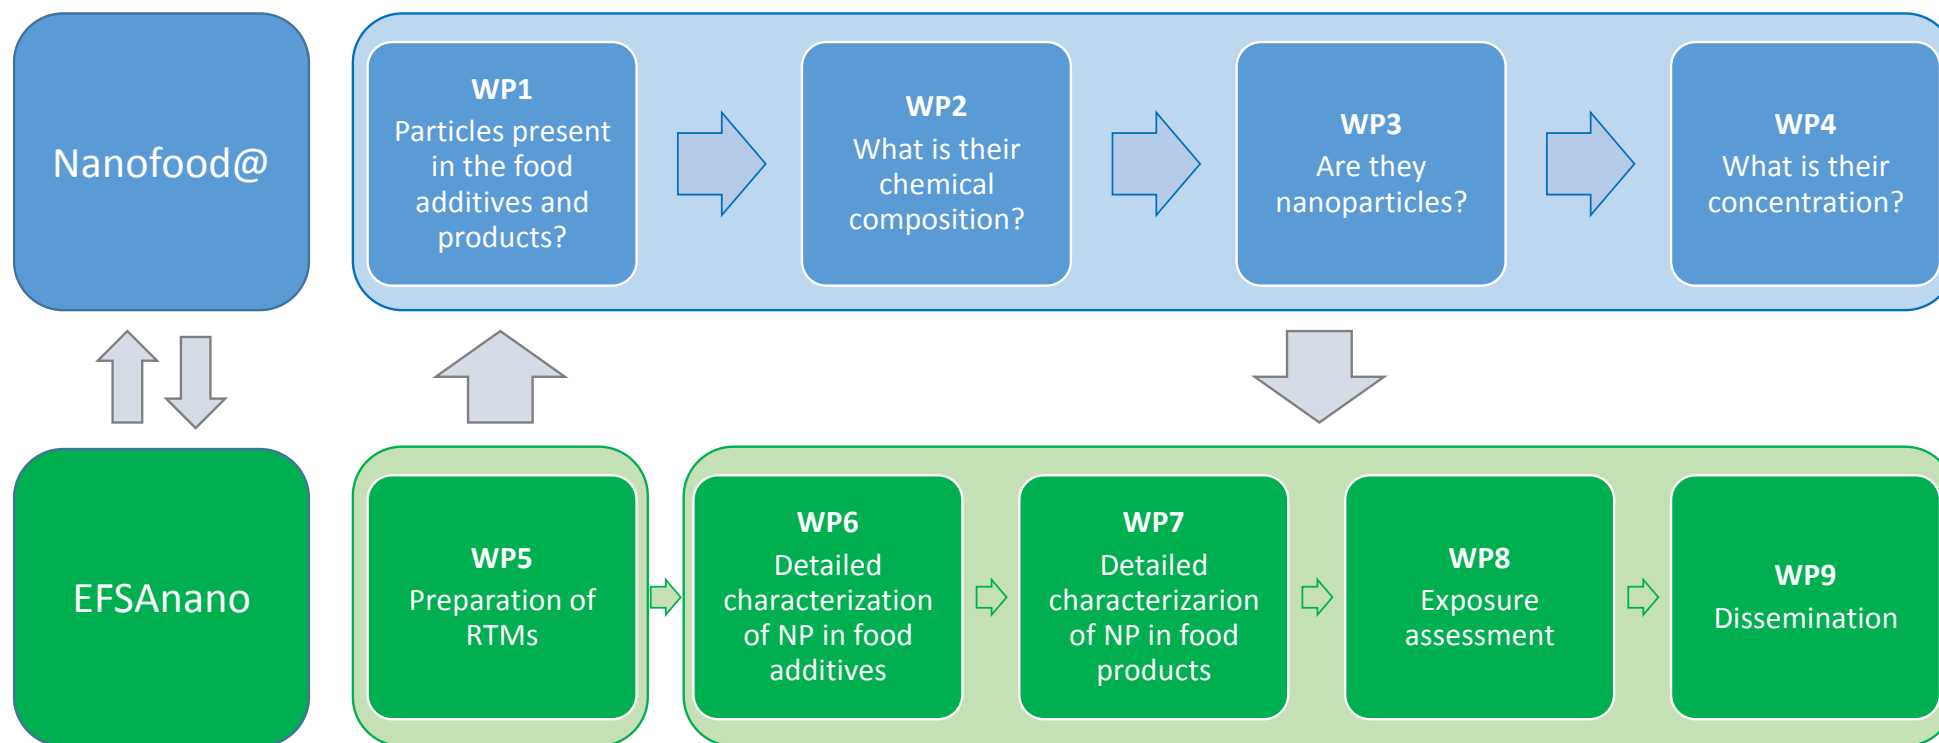 Nanofood@
WP1
Particles present
in the food
additives and
products?
WP2
What is their
chemical
composition?
WP3
Are they
nanoparticles?
WP4
What is their
concentration?
EFSAnano
WP5
Preparation of
RTMs
WP6
Detailed
characterization
of NP in food
additives
WP7
Detailed
characterizarion
of NP in food
products
WP8
Exposure
assessment
WP9
Dissemination